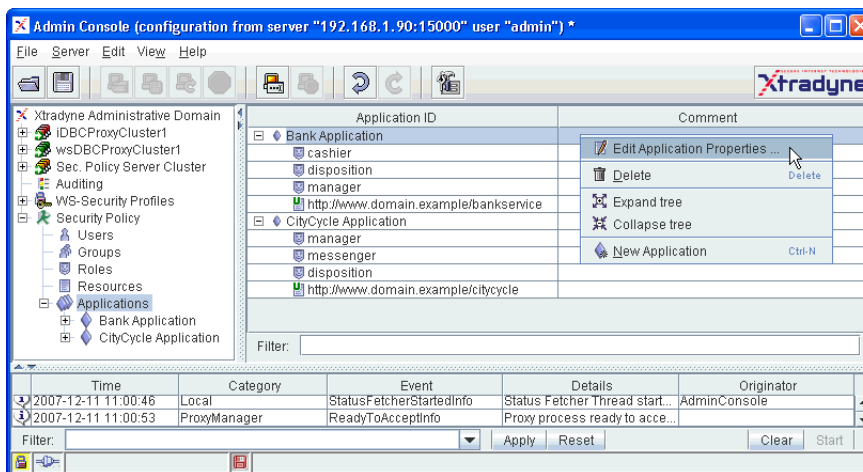 Admin Console (configuration from server "192.168.1.90:15000" user "admin") *
File Server Edit View Help
Xtradyne
Xtradyne Administrative Domain
iDBCProxyCluster1
wsDBCProxyCluster1
Sec. Policy Server Cluster
Auditing
WS-Security Profiles
Security Policy
Users
Groups
Roles
Resources
Applications
Bank Application
CityCycle Application
Application ID Comment
Bank Application
cashier
disposition
manager
http://www.domain.example/bankservice
CityCycle Application
manager
messenger
disposition
http://www.domain.example/citycycle
Edit Application Properties ...
Delete Delete
Expand tree
Collapse tree
New Application Ctrl-N
Filter:
Time Category Event Details Originator
2007-12-11 11:00:46 Local StatusFetcherStartedInfo Status Fetcher Thread start... AdminConsole
2007-12-11 11:00:53 ProxyManager ReadyToAcceptInfo Proxy process ready to acce...
Filter: Apply Reset Clear Start